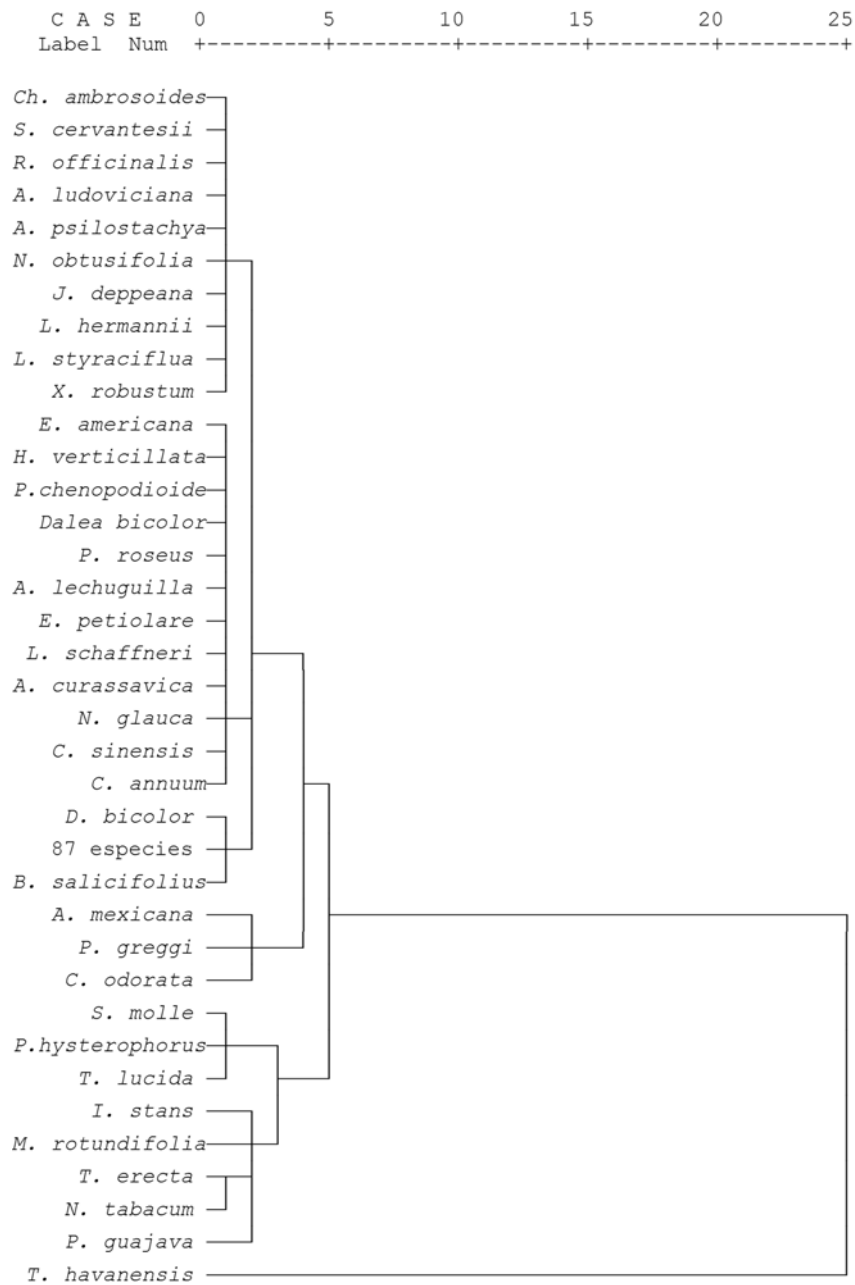 C A S E 0 5 10 15 20 25
Label Num +---------+---------+---------+---------+---------+
Ch. ambrosoides
S. cervantesii
R. officinalis
A. ludoviciana
A. psilostachya
N. obtusifolia
J. deppeana
L. hermannii
L. styraciflua
X. robustum
E. americana
H. verticillata
P.chenopodioide
Dalea bicolor
P. roseus
A. lechuguilla
E. petiolare
L. schaffneri
A. curassavica
N. glauca
C. sinensis
C. annuum
D. bicolor
87 especies
B. salicifolius
A. mexicana
P. greggi
C. odorata
S. molle
P.hysterophorus
T. lucida
I. stans
M. rotundifolia
T. erecta
N. tabacum
P. guajava
T. havanensis